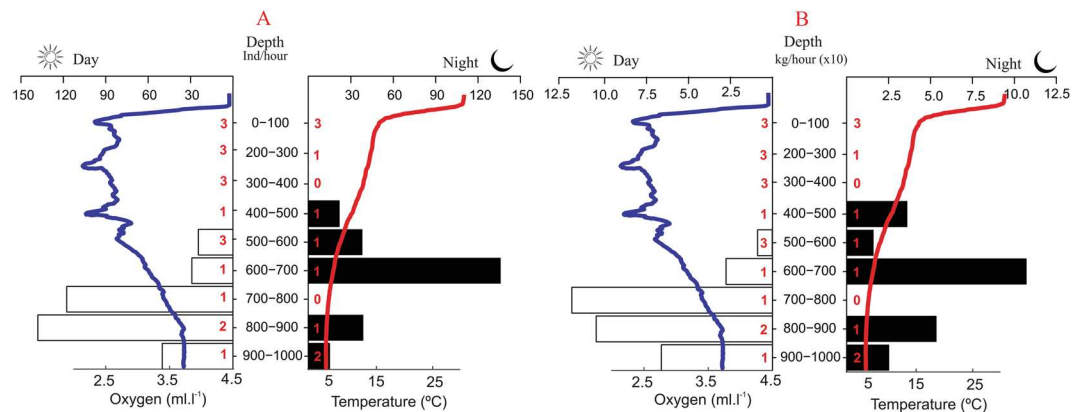 A
B
Day
Depth
Ind/hour
Night
Day
Depth
kg/hour (x10)
Night
150 120 90 60 30
30 60 90 120 150
12.5 10.0 7.5 5.0 2.5
2.5 5.0 10.0 12.5
3 0–100 3
3 200–300 1
3 300–400 0
1 400–500 1
3 500–600 1
1 600–700 1
1 700–800 0
2 800–900 1
1 900–1000 2
3 0–100 3
3 200–300 1
3 300–400 0
1 400–500 1
3 500–600 1
1 600–700 1
1 700–800 0
2 800–900 1
1 900–1000 2
2.5 3.5 4.5
5 15 25
2.5 3.5 4.5
5 15 25
Oxygen (ml.l⁻¹)
Temperature (ºC)
Oxygen (ml.l⁻¹)
Temperature (ºC)